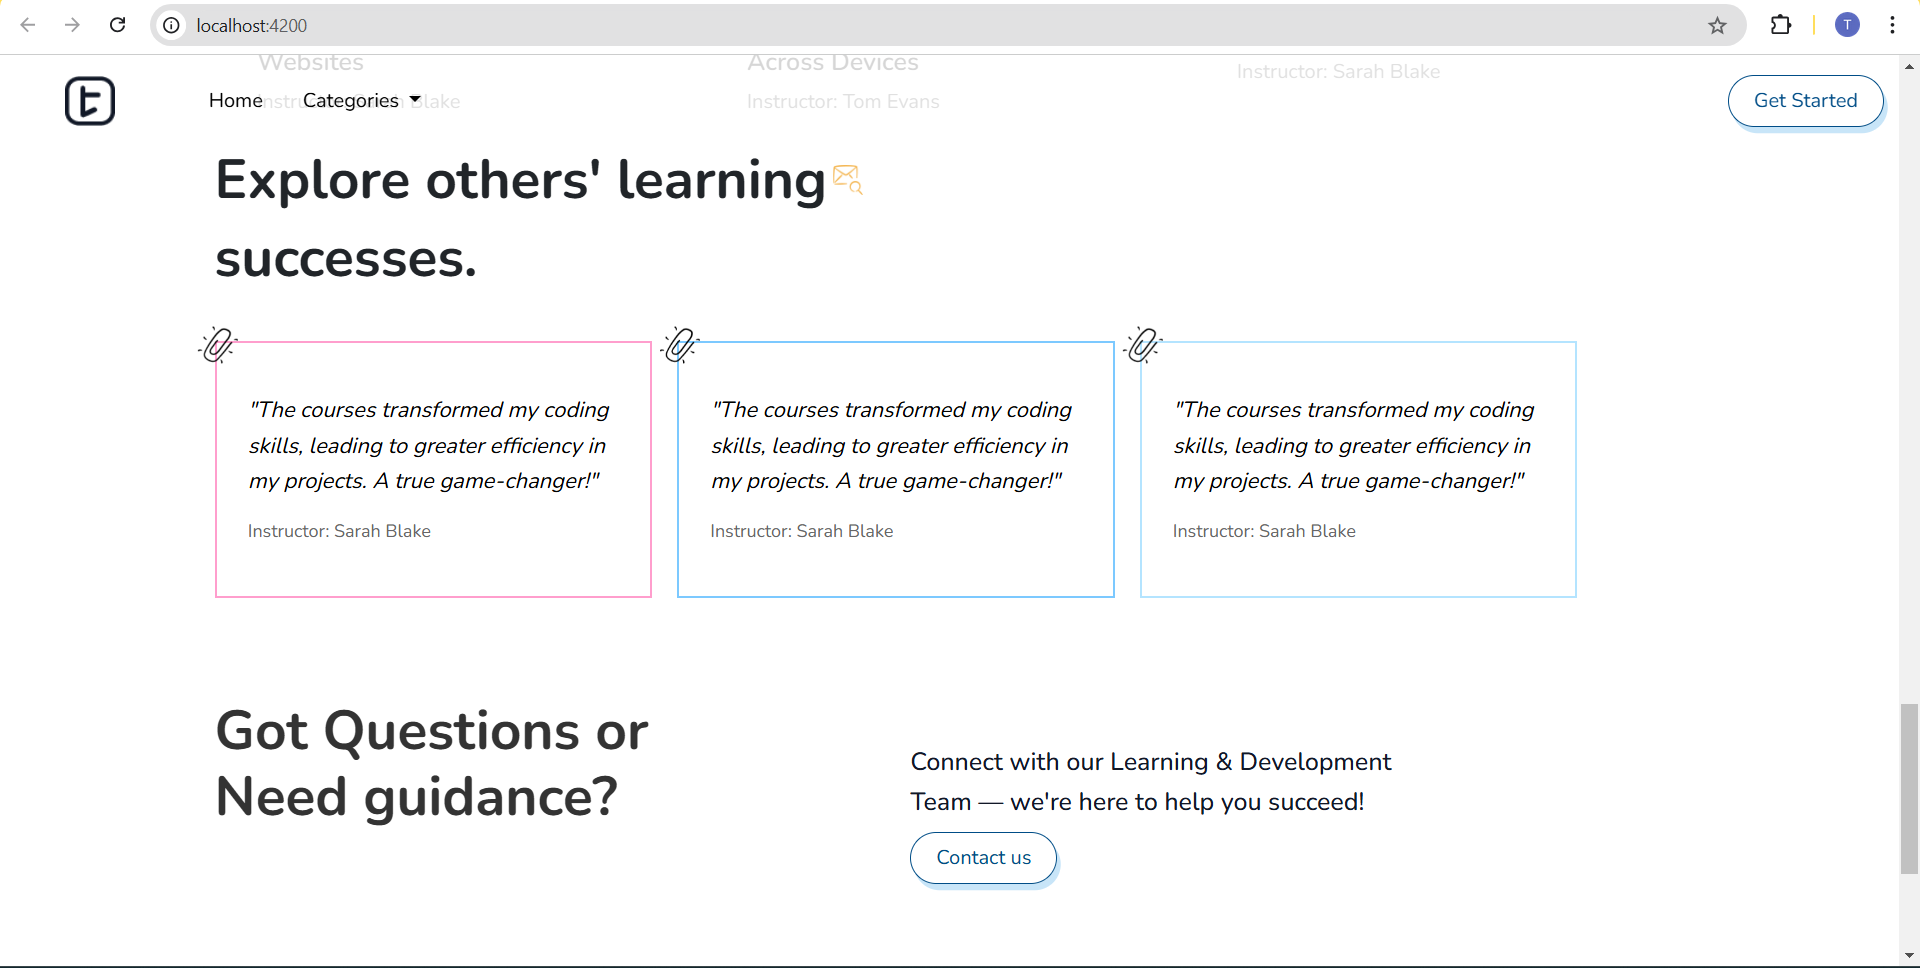 localhost:4200
T
Websites
Across Devices
Instructor: Sarah Blake
Instructor: Sarah Blake
Instructor: Tom Evans
Home
Categories
Get Started
Explore others' learning
successes.
"The courses transformed my coding
skills, leading to greater efficiency in
my projects. A true game-changer!"
Instructor: Sarah Blake
"The courses transformed my coding
skills, leading to greater efficiency in
my projects. A true game-changer!"
Instructor: Sarah Blake
"The courses transformed my coding
skills, leading to greater efficiency in
my projects. A true game-changer!"
Instructor: Sarah Blake
Got Questions or
Need guidance?
Connect with our Learning & Development
Team — we're here to help you succeed!
Contact us